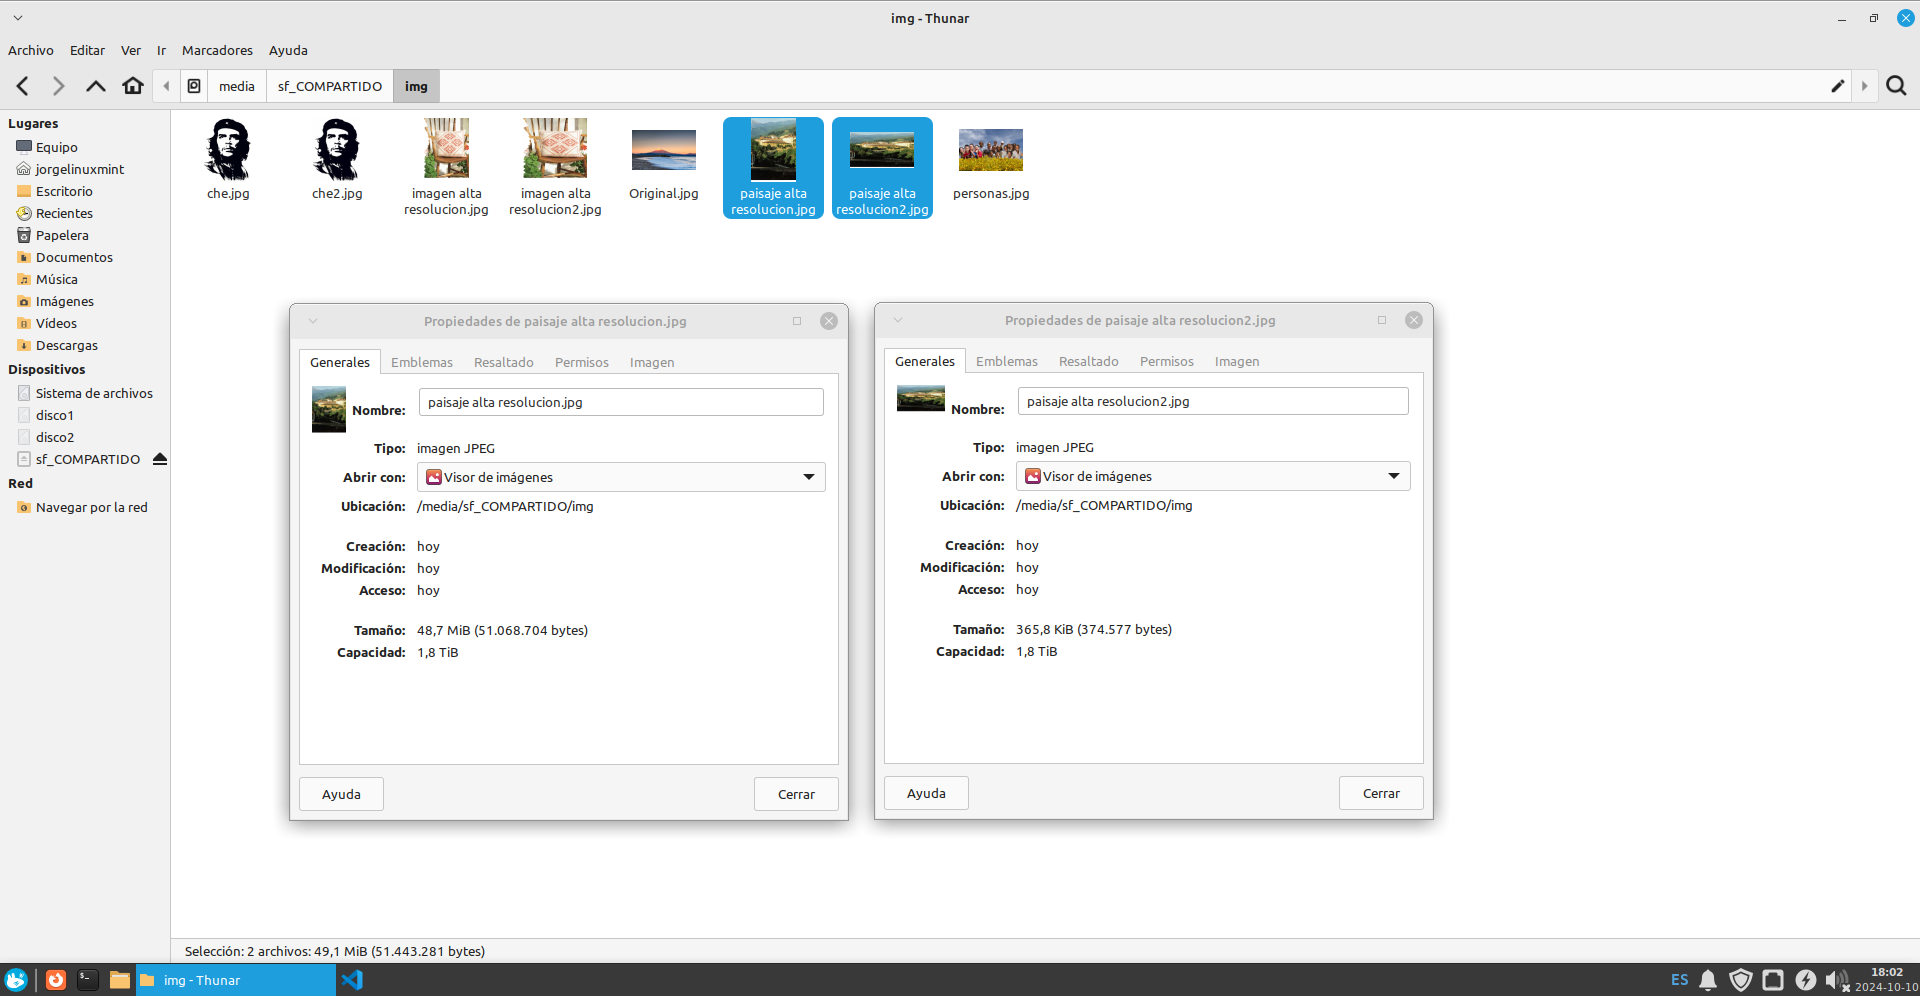 img - Thunar
Archivo Editar Ver Ir Marcadores Ayuda
media sf_COMPARTIDO img
Lugares
Equipo
jorgelinuxmint
Escritorio
Recientes
Papelera
Documentos
Música
Imágenes
Vídeos
Descargas
Dispositivos
Sistema de archivos
disco1
disco2
sf_COMPARTIDO
Red
Navegar por la red
che.jpg
che2.jpg
imagen alta
resolucion.jpg
imagen alta
resolucion2.jpg
Original.jpg
paisaje alta
resolucion.jpg
paisaje alta
resolucion2.jpg
personas.jpg
Propiedades de paisaje alta resolucion.jpg
Generales Emblemas Resaltado Permisos Imagen
Nombre: paisaje alta resolucion.jpg
Tipo: imagen JPEG
Abrir con: Visor de imágenes
Ubicación: /media/sf_COMPARTIDO/img
Creación: hoy
Modificación: hoy
Acceso: hoy
Tamaño: 48,7 MiB (51.068.704 bytes)
Capacidad: 1,8 TiB
Ayuda Cerrar
Propiedades de paisaje alta resolucion2.jpg
Generales Emblemas Resaltado Permisos Imagen
Nombre: paisaje alta resolucion2.jpg
Tipo: imagen JPEG
Abrir con: Visor de imágenes
Ubicación: /media/sf_COMPARTIDO/img
Creación: hoy
Modificación: hoy
Acceso: hoy
Tamaño: 365,8 KiB (374.577 bytes)
Capacidad: 1,8 TiB
Ayuda Cerrar
Selección: 2 archivos: 49,1 MiB (51.443.281 bytes)
img - Thunar
ES
18:02
2024-10-10